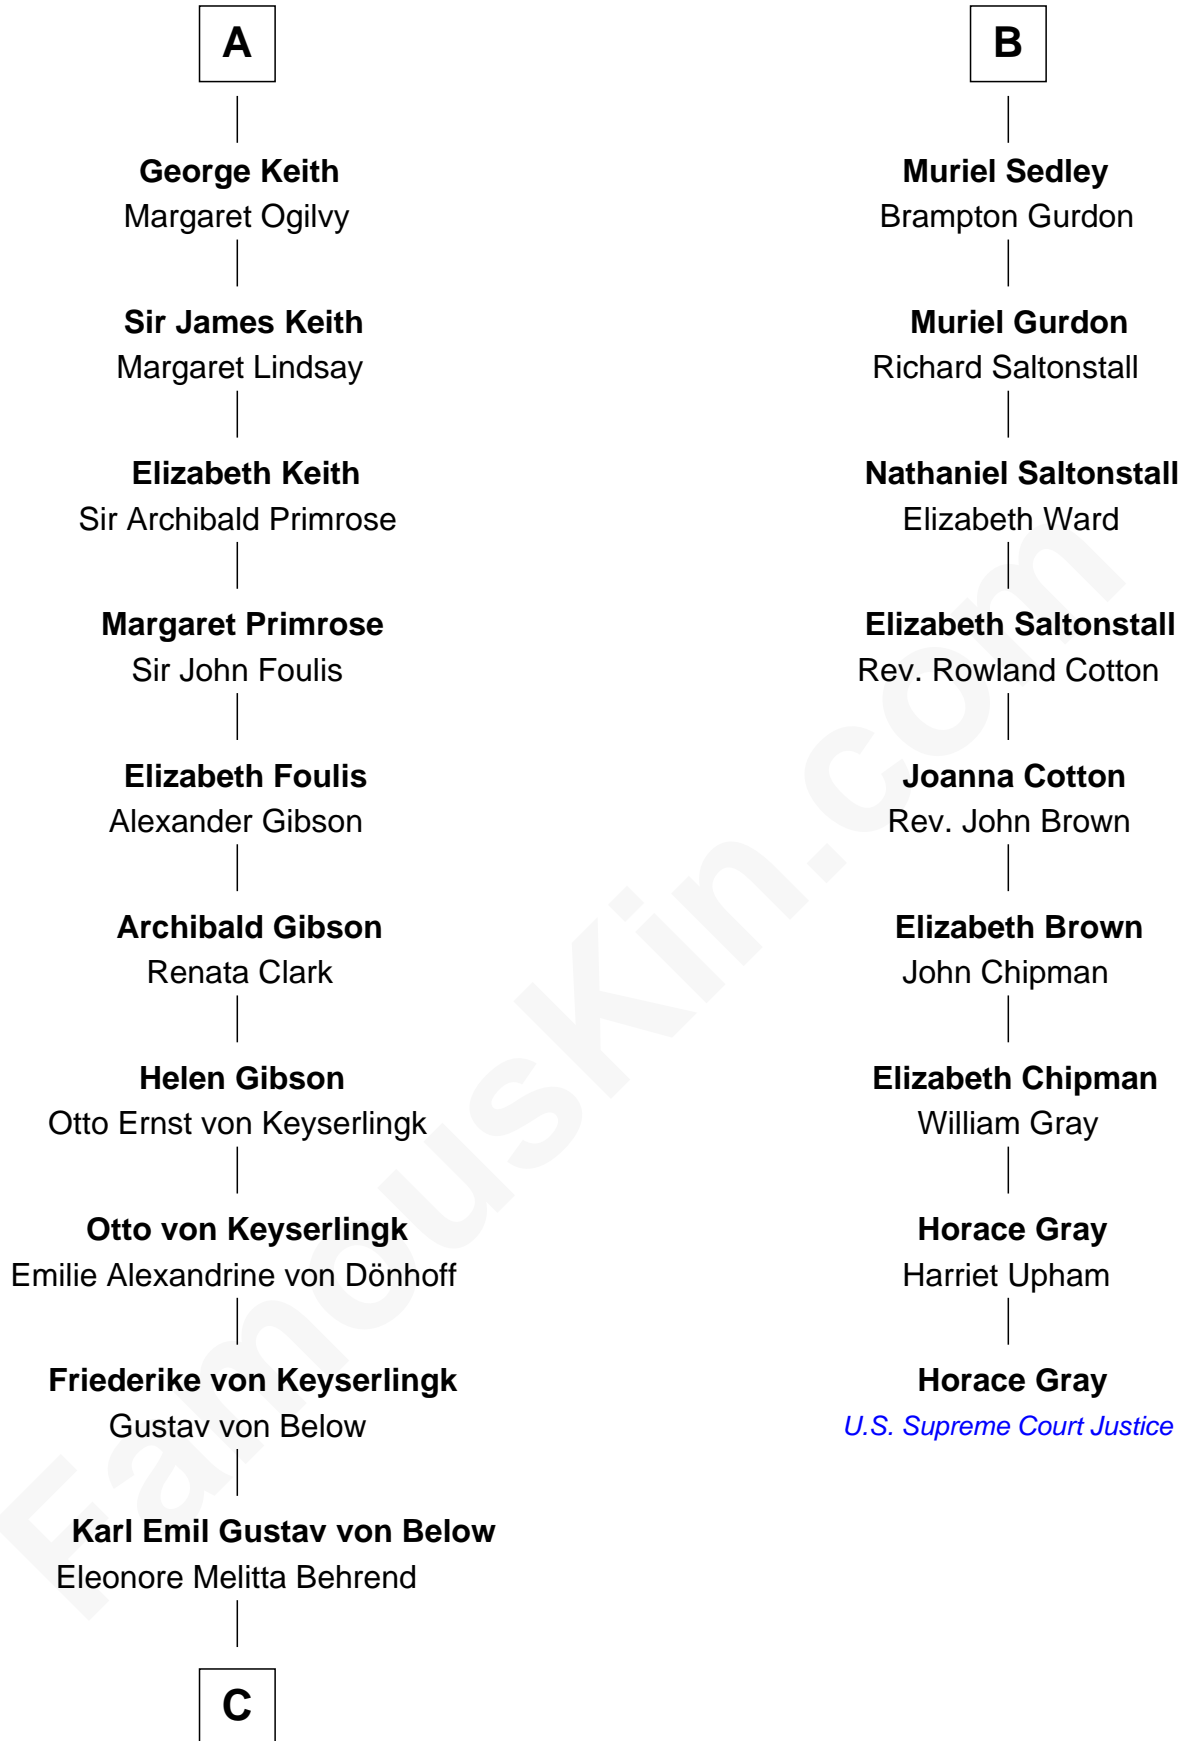 A
George Keith
Margaret Ogilvy
Sir James Keith
Margaret Lindsay
Elizabeth Keith
Sir Archibald Primrose
Margaret Primrose
Sir John Foulis
Elizabeth Foulis
Alexander Gibson
Archibald Gibson
Renata Clark
Helen Gibson
Otto Ernst von Keyserlingk
Otto von Keyserlingk
Emilie Alexandrine von Dönhoff
Friederike von Keyserlingk
Gustav von Below
Karl Emil Gustav von Below
Eleonore Melitta Behrend
C
B
Muriel Sedley
Brampton Gurdon
Muriel Gurdon
Richard Saltonstall
Nathaniel Saltonstall
Elizabeth Ward
Elizabeth Saltonstall
Rev. Rowland Cotton
Joanna Cotton
Rev. John Brown
Elizabeth Brown
John Chipman
Elizabeth Chipman
William Gray
Horace Gray
Harriet Upham
Horace Gray
U.S. Supreme Court Justice
FamousKin.com